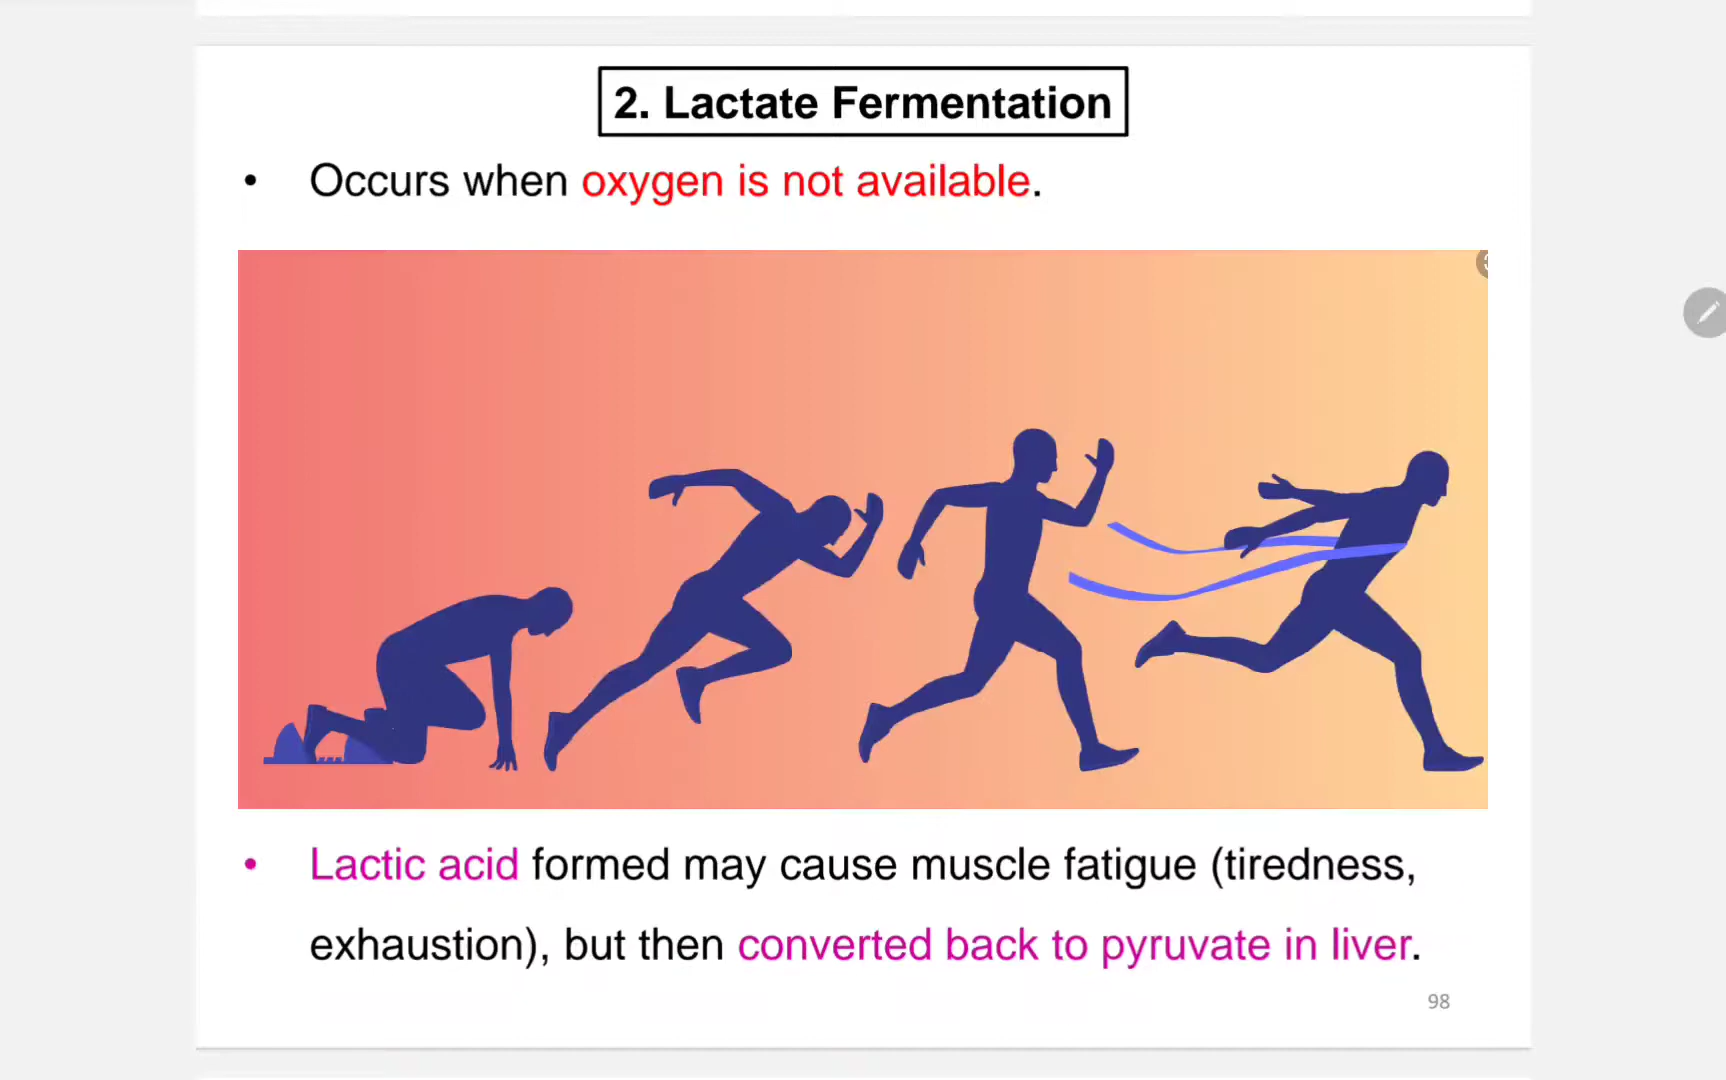 2. Lactate Fermentation
• Occurs when oxygen is not available.
• Lactic acid formed may cause muscle fatigue (tiredness,
exhaustion), but then converted back to pyruvate in liver.
98